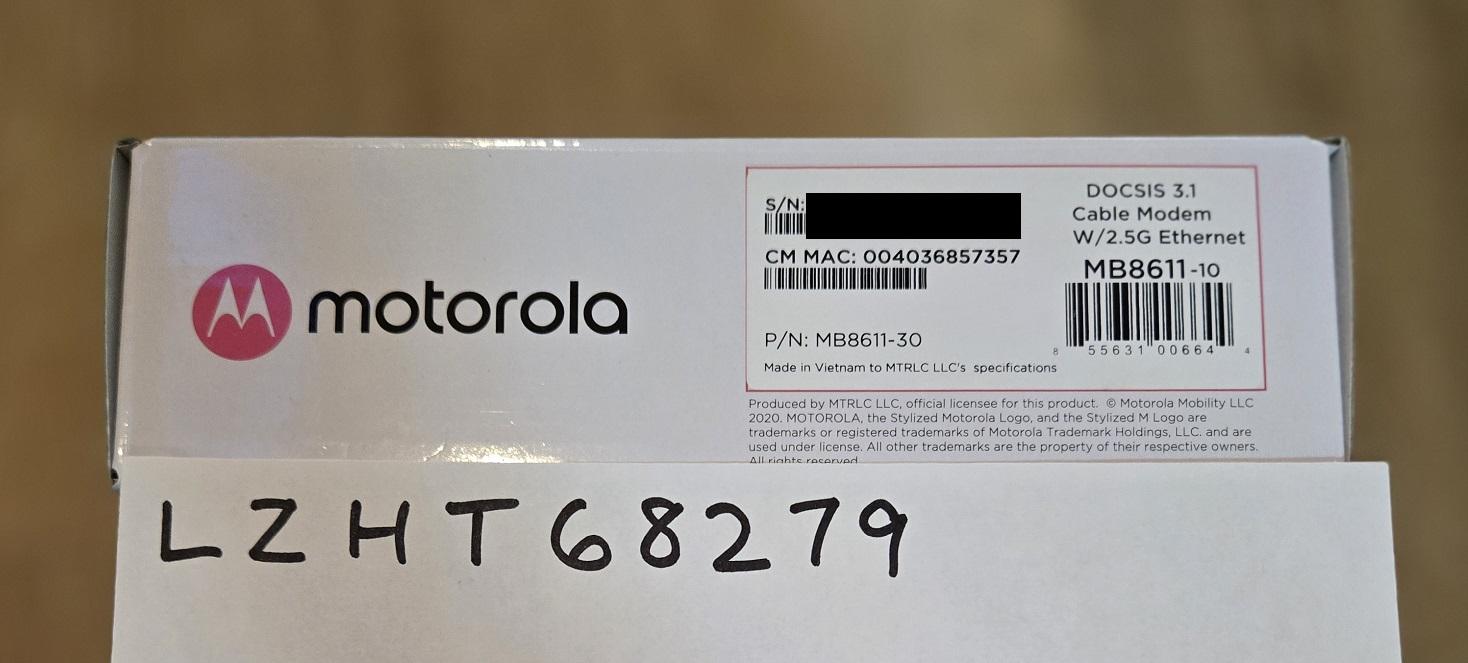 motorola
S/N:
CM MAC: 004036857357
P/N: MB8611-30
Made in Vietnam to MTRLC LLC's specifications
DOCSIS 3.1
Cable Modem
W/2.5G Ethernet
MB8611-10
8 55631 00664 4
Produced by MTRLC LLC, official licensee for this product. © Motorola Mobility LLC
2020. MOTOROLA, the Stylized Motorola Logo, and the Stylized M Logo are
trademarks or registered trademarks of Motorola Trademark Holdings, LLC. and are
used under license. All other trademarks are the property of their respective owners.
All rights reserved.
LZHT68279